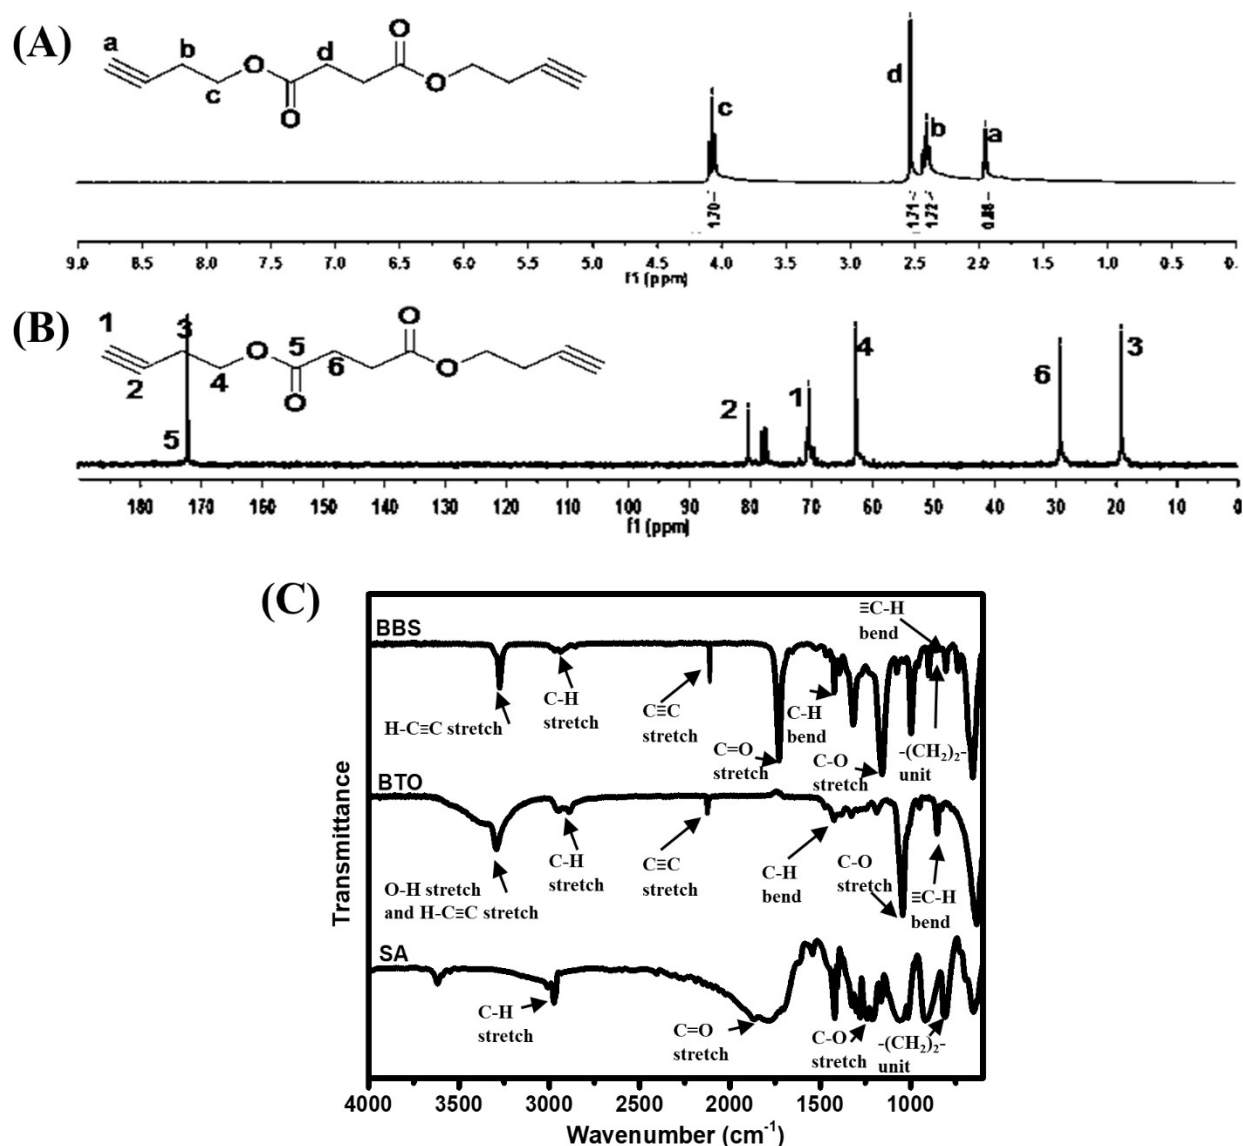 (A)
a
b
c
O
O
d
O
O
c
d
b
a
1.70
1.71
1.72
0.88
9.0 8.5 8.0 7.5 7.0 6.5 6.0 5.5 5.0 4.5 4.0 3.5 3.0 2.5 2.0 1.5 1.0 0.5 0.
f1 (ppm)
(B)
1
2
3
4
O
5
O
6
O
O
5
2
1
4
6
3
180 170 160 150 140 130 120 110 100 90 80 70 60 50 40 30 20 10 0
f1 (ppm)
(C)
BBS
H-C≡C stretch
C-H
stretch
C≡C
stretch
C=O
stretch
C-H
bend
C-O
stretch
≡C-H
bend
-(CH₂)₂-
unit
BTO
O-H stretch
and H-C≡C stretch
C-H
stretch
C≡C
stretch
C-H
bend
C-O
stretch
≡C-H
bend
SA
C-H
stretch
C=O
stretch
C-O
stretch
-(CH₂)₂-
unit
Transmittance
4000 3500 3000 2500 2000 1500 1000
Wavenumber (cm⁻¹)